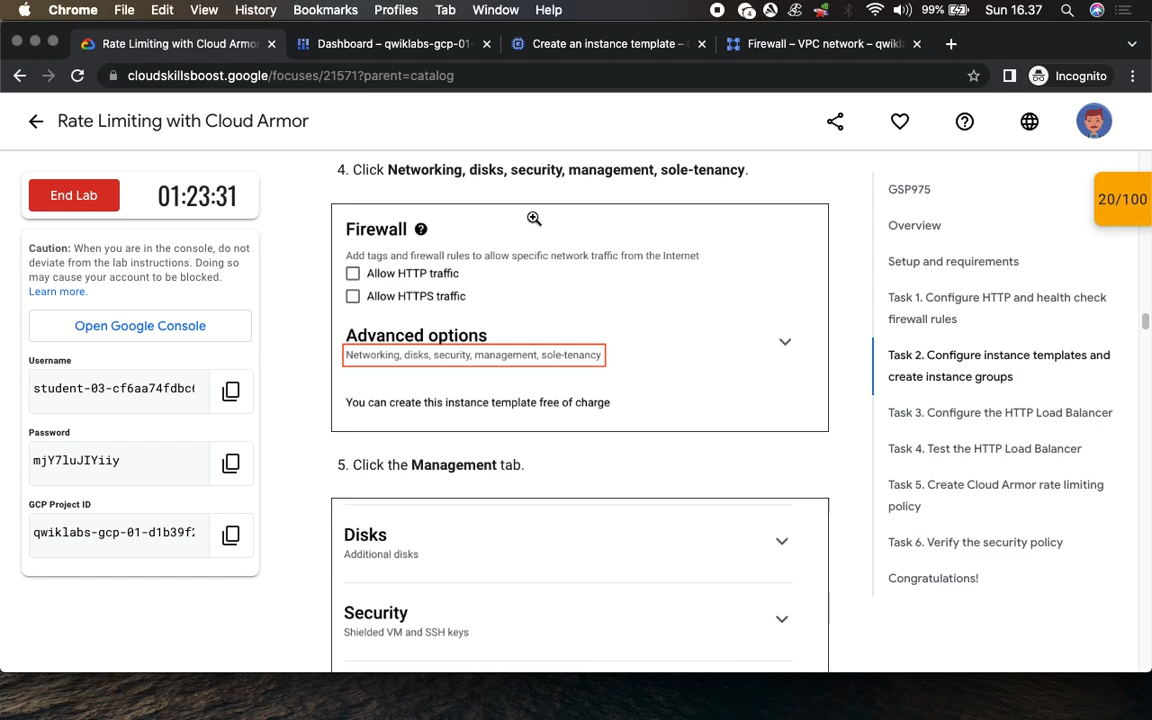 Chrome File Edit View History Bookmarks Profiles Tab Window Help 99% Sun 16.37
Rate Limiting with Cloud Armor
Dashboard – qwiklabs-gcp-01-
Create an instance template –
Firewall – VPC network – qwikl
cloudskillsboost.google/focuses/21571?parent=catalog
Incognito
Rate Limiting with Cloud Armor
End Lab
01:23:31
Caution: When you are in the console, do not
deviate from the lab instructions. Doing so
may cause your account to be blocked.
Learn more.
Open Google Console
Username
student-03-cf6aa74fdbc
Password
mjY7luJIYiiy
GCP Project ID
qwiklabs-gcp-01-d1b39f
4. Click Networking, disks, security, management, sole-tenancy.
Firewall
Add tags and firewall rules to allow specific network traffic from the Internet
Allow HTTP traffic
Allow HTTPS traffic
Advanced options
Networking, disks, security, management, sole-tenancy
You can create this instance template free of charge
5. Click the Management tab.
Disks
Additional disks
Security
Shielded VM and SSH keys
GSP975
Overview
Setup and requirements
Task 1. Configure HTTP and health check
firewall rules
Task 2. Configure instance templates and
create instance groups
Task 3. Configure the HTTP Load Balancer
Task 4. Test the HTTP Load Balancer
Task 5. Create Cloud Armor rate limiting
policy
Task 6. Verify the security policy
Congratulations!
20/100